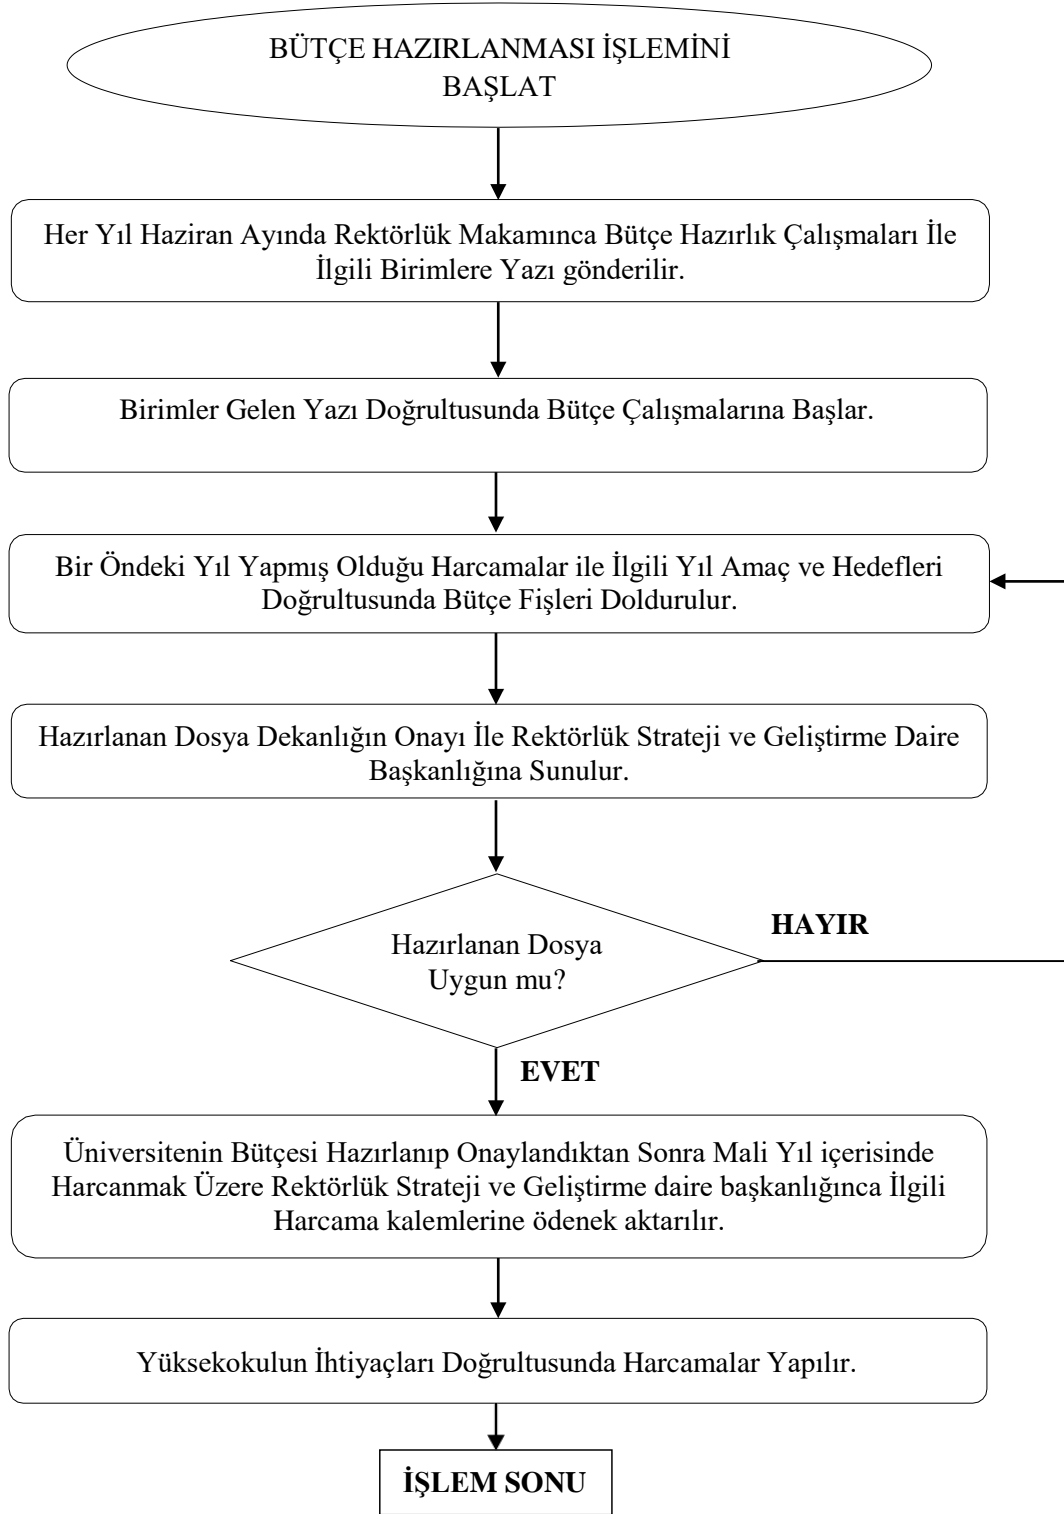 BÜTÇE HAZIRLANMASI İŞLEMİNİ
BAŞLAT
Her Yıl Haziran Ayında Rektörlük Makamınca Bütçe Hazırlık Çalışmaları İle
İlgili Birimlere Yazı gönderilir.
Birimler Gelen Yazı Doğrultusunda Bütçe Çalışmalarına Başlar.
Bir Öndeki Yıl Yapmış Olduğu Harcamalar ile İlgili Yıl Amaç ve Hedefleri
Doğrultusunda Bütçe Fişleri Doldurulur.
Hazırlanan Dosya Dekanlığın Onayı İle Rektörlük Strateji ve Geliştirme Daire
Başkanlığına Sunulur.
HAYIR
Hazırlanan Dosya
Uygun mu?
EVET
Üniversitenin Bütçesi Hazırlanıp Onaylandıktan Sonra Mali Yıl içerisinde
Harcanmak Üzere Rektörlük Strateji ve Geliştirme daire başkanlığınca İlgili
Harcama kalemlerine ödenek aktarılır.
Yüksekokulun İhtiyaçları Doğrultusunda Harcamalar Yapılır.
İŞLEM SONU